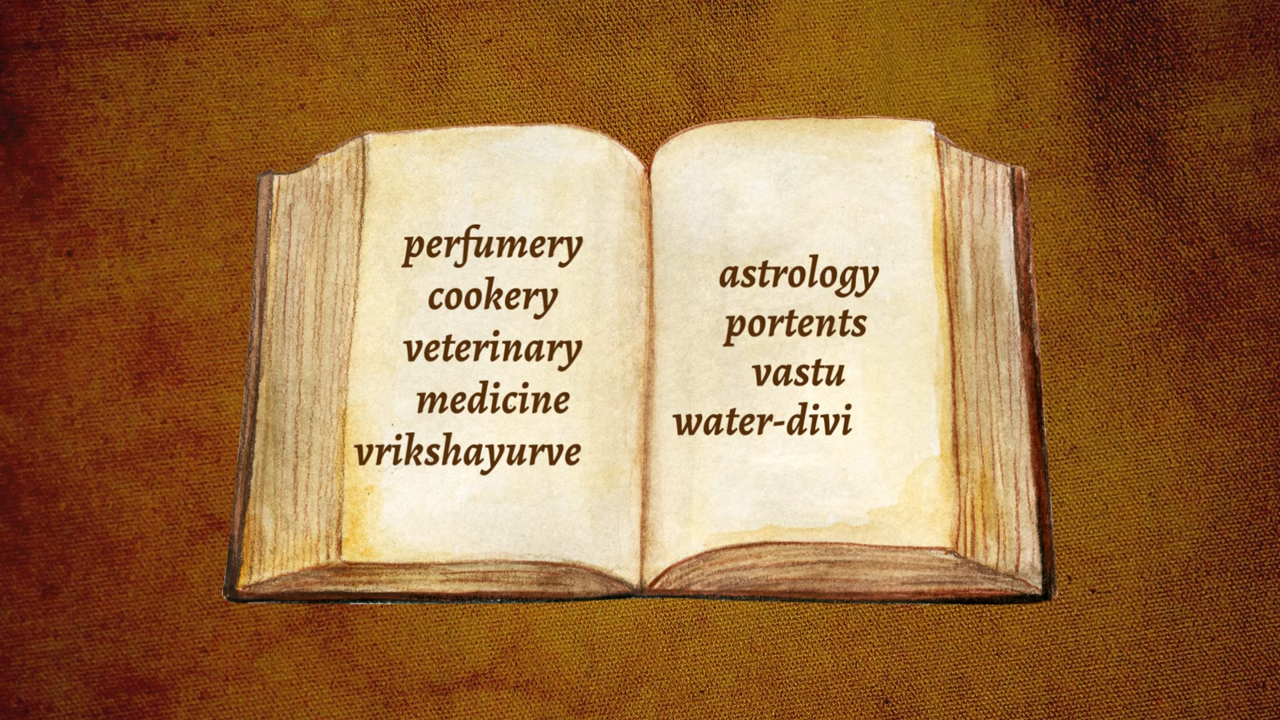 perfumery
cookery
veterinary
medicine
vrikshayurve
astrology
portents
vastu
water-divi